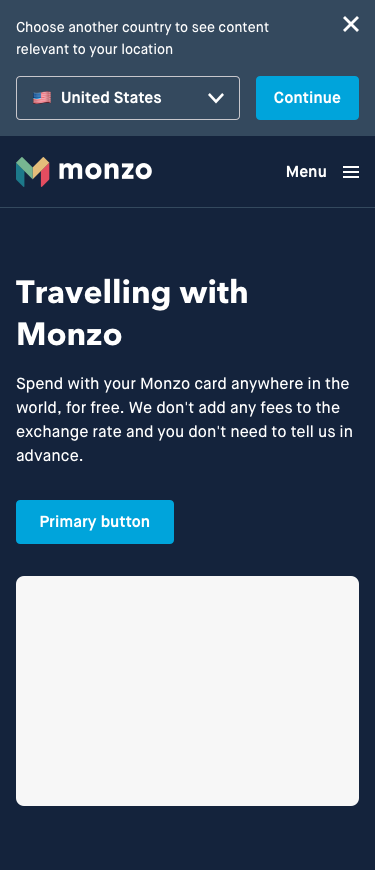 Choose another country to see content
relevant to your location
United States
Continue
monzo
Menu
Travelling with
Monzo
Spend with your Monzo card anywhere in the
world, for free. We don't add any fees to the
exchange rate and you don't need to tell us in
advance.
Primary button